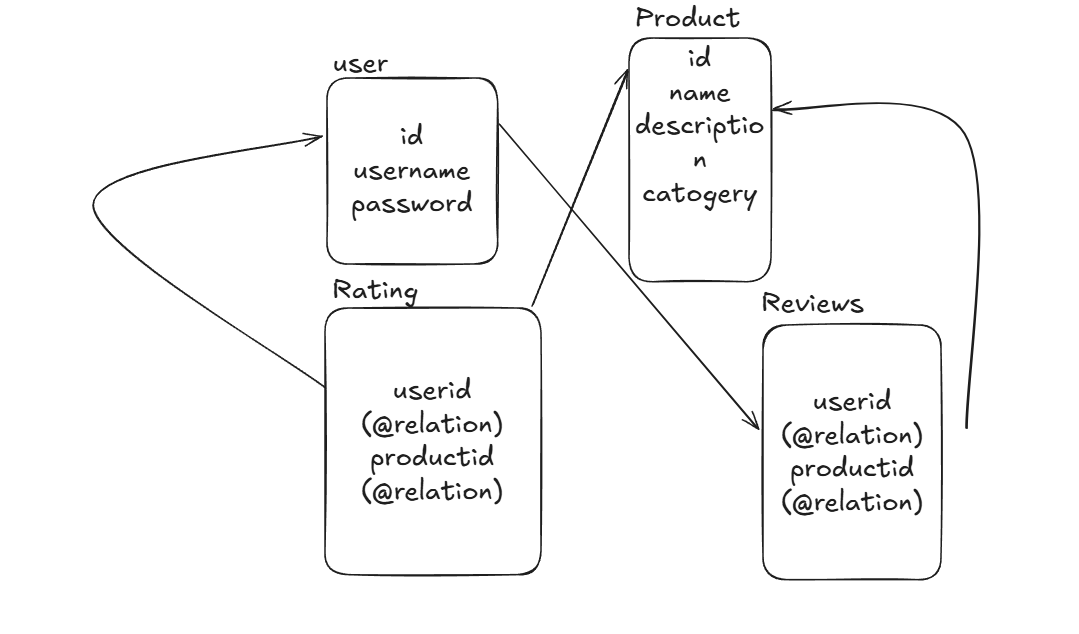 user
id
username
password
Product
id
name
descriptio
n
catogery
Rating
userid
(@relation)
productid
(@relation)
Reviews
userid
(@relation)
productid
(@relation)